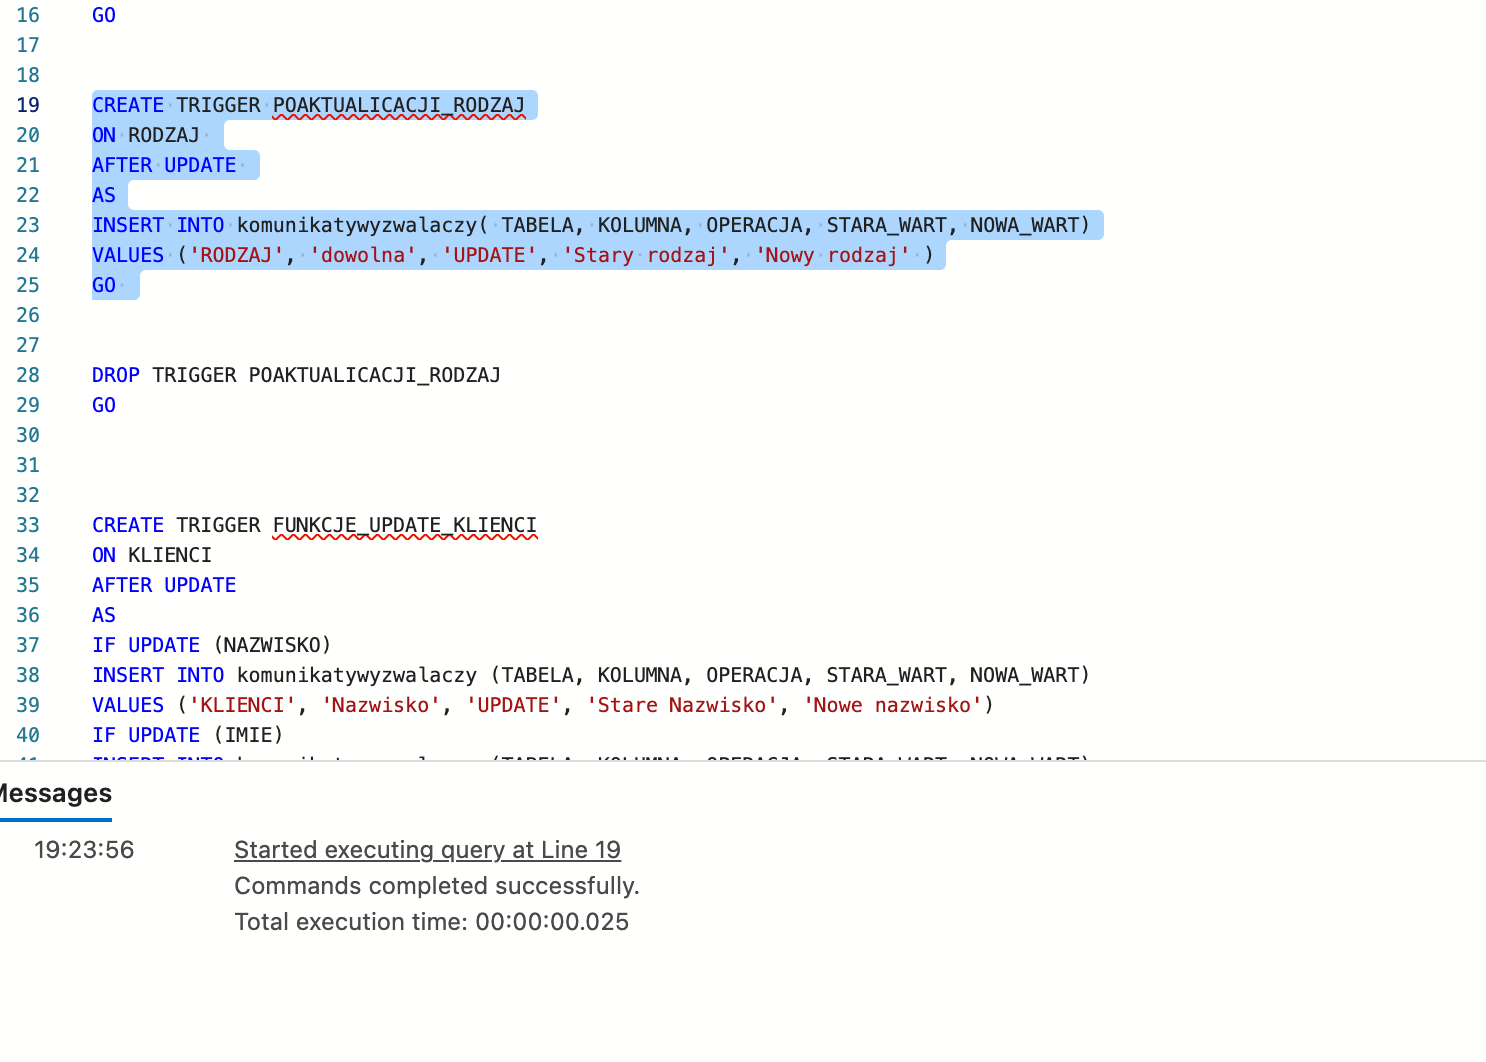 16 GO
17
18
19 CREATE TRIGGER POAKTUALICACJI_RODZAJ
20 ON RODZAJ
21 AFTER UPDATE
22 AS
23 INSERT INTO komunikatywyzwalaczy( TABELA, KOLUMNA, OPERACJA, STARA_WART, NOWA_WART)
24 VALUES ('RODZAJ', 'dowolna', 'UPDATE', 'Stary rodzaj', 'Nowy rodzaj' )
25 GO
26
27
28 DROP TRIGGER POAKTUALICACJI_RODZAJ
29 GO
30
31
32
33 CREATE TRIGGER FUNKCJE_UPDATE_KLIENCI
34 ON KLIENCI
35 AFTER UPDATE
36 AS
37 IF UPDATE (NAZWISKO)
38 INSERT INTO komunikatywyzwalaczy (TABELA, KOLUMNA, OPERACJA, STARA_WART, NOWA_WART)
39 VALUES ('KLIENCI', 'Nazwisko', 'UPDATE', 'Stare Nazwisko', 'Nowe nazwisko')
40 IF UPDATE (IMIE)
Messages
19:23:56 Started executing query at Line 19
Commands completed successfully.
Total execution time: 00:00:00.025